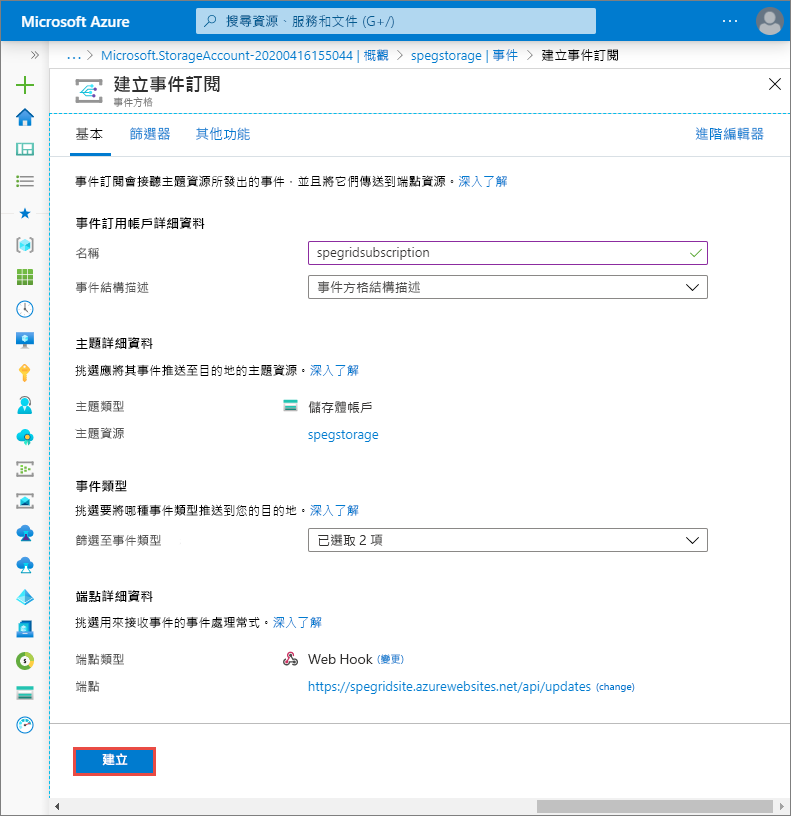 Microsoft Azure
搜尋資源、服務和文件 (G+/)
...
»
... > Microsoft.StorageAccount-20200416155044 | 概觀 > spegstorage | 事件 > 建立事件訂閱
建立事件訂閱
事件方格
基本 篩選器 其他功能 進階編輯器
事件訂閱會接聽主題資源所發出的事件，並且將它們傳送到端點資源。深入了解
事件訂用帳戶詳細資料
名稱 spegridsubscription
事件結構描述 事件方格結構描述
主題詳細資料
挑選應將其事件推送至目的地的主題資源。深入了解
主題類型 儲存體帳戶
主題資源 spegstorage
事件類型
挑選要將哪種事件類型推送到您的目的地。深入了解
篩選至事件類型 已選取 2 項
端點詳細資料
挑選用來接收事件的事件處理常式。深入了解
端點類型 Web Hook (變更)
端點 https://spegridsite.azurewebsites.net/api/updates (change)
建立